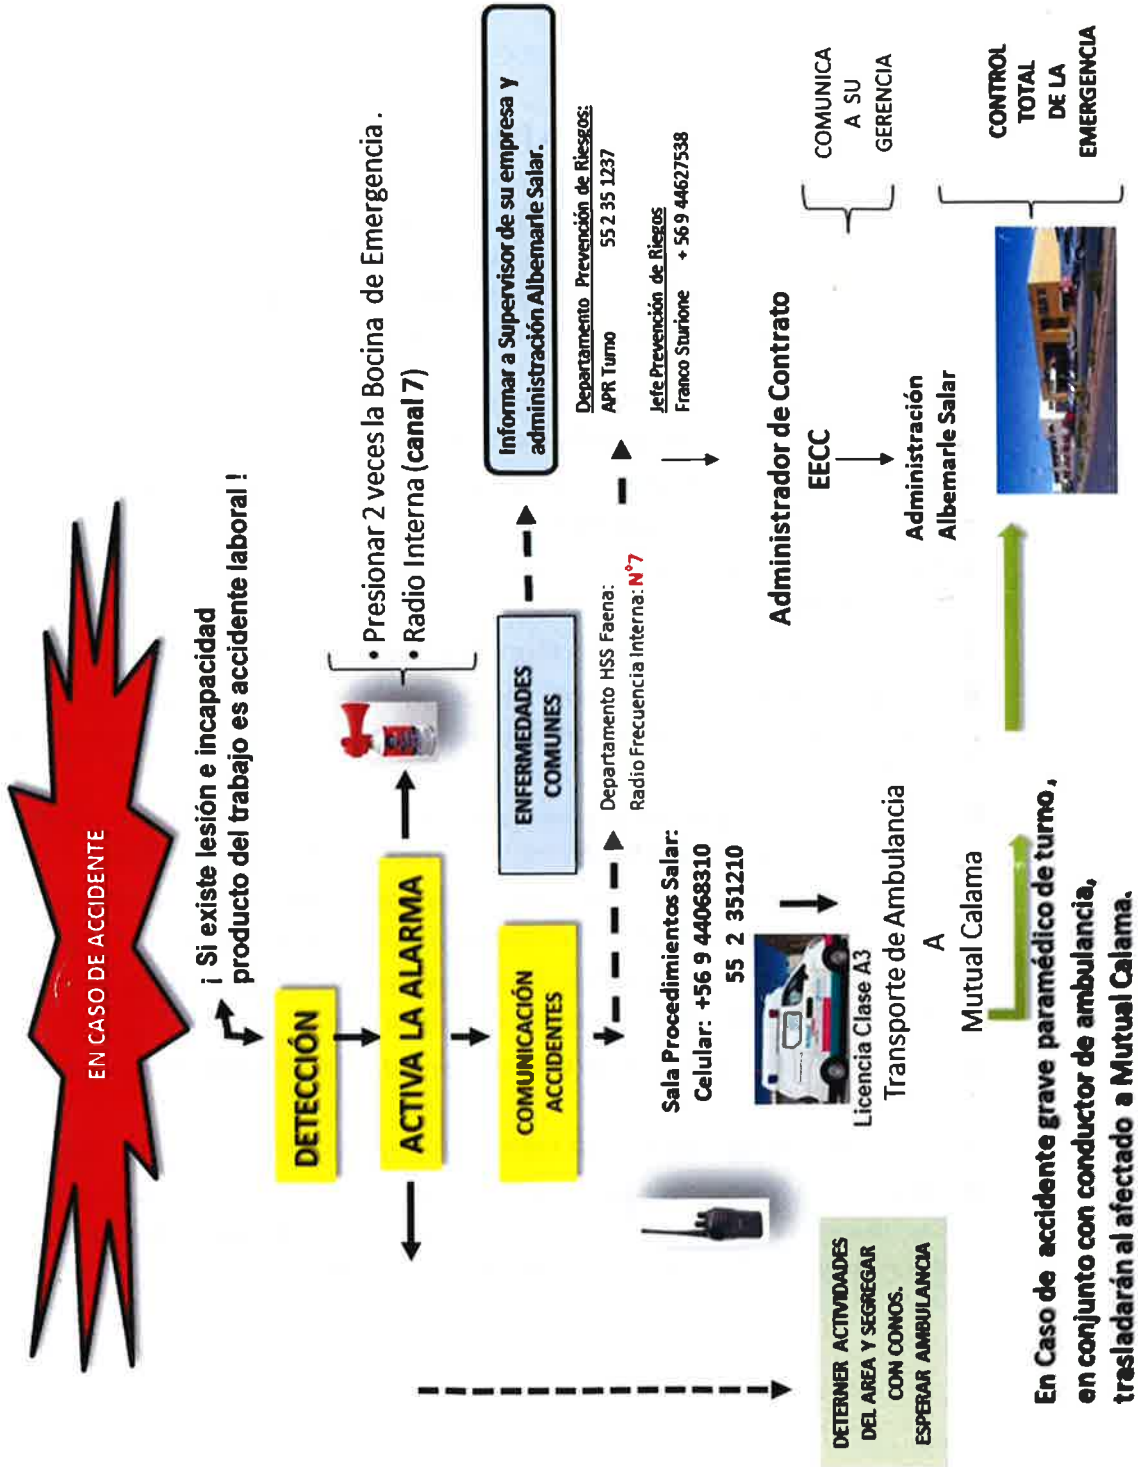 EN CASO DE ACCIDENTE
¡ Si existe lesión e incapacidad
producto del trabajo es accidente laboral !
DETECCIÓN
ACTIVA LA ALARMA
• Presionar 2 veces la Bocina de Emergencia.
• Radio Interna (canal 7)
COMUNICACIÓN
ACCIDENTES
ENFERMEDADES
COMUNES
Informar a Supervisor de su empresa y
administración Albemarle Salar.
Departamento Prevención de Riesgos:
APR Turno 55 2 35 1237
Jefe Prevención de Riegos
Franco Sturione + 56 9 44627538
Departamento HSS Faena:
Radio Frecuencia Interna: N°7
Sala Procedimientos Salar:
Celular: +56 9 44068310
55 2 351210
Licencia Clase A3
Transporte de Ambulancia
A
Mutual Calama
Administrador de Contrato
EECC
COMUNICA
A SU
GERENCIA
Administración
Albemarle Salar
CONTROL
TOTAL
DE LA
EMERGENCIA
DETERNER ACTIVIDADES
DEL AREA Y SEGREGAR
CON CONOS.
ESPERAR AMBULANCIA
En Caso de accidente grave paramédico de turno,
en conjunto con conductor de ambulancia,
trasladarán al afectado a Mutual Calama.